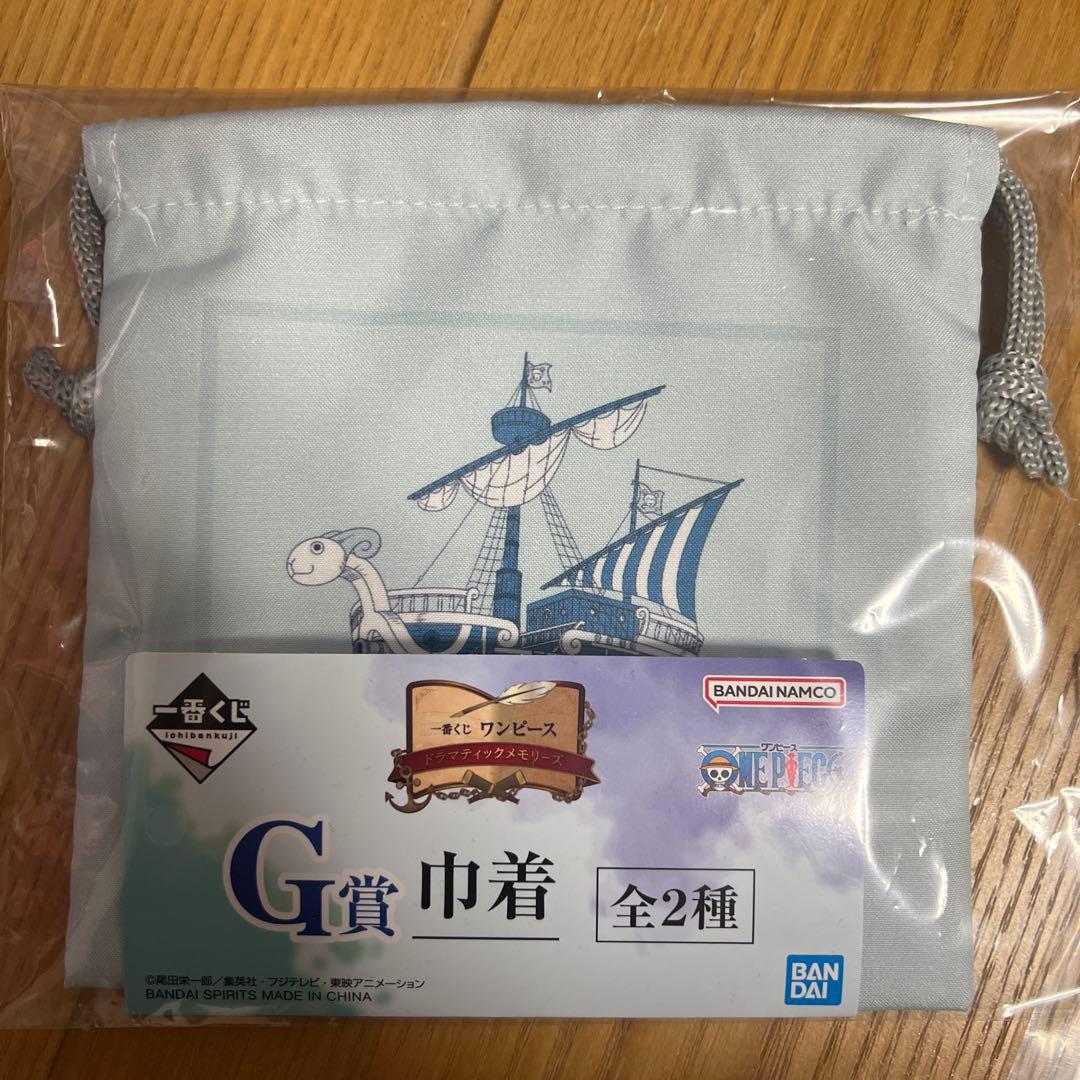 一番くじ
ichibankuji
一番くじ ワンピース
ドラマティックメモリーズ
BANDAI NAMCO
ワンピース
ONE PIECE
G賞 巾着 全2種
©尾田栄一郎/集英社・フジテレビ・東映アニメーション
BANDAI SPIRITS MADE IN CHINA
BAN
DAI